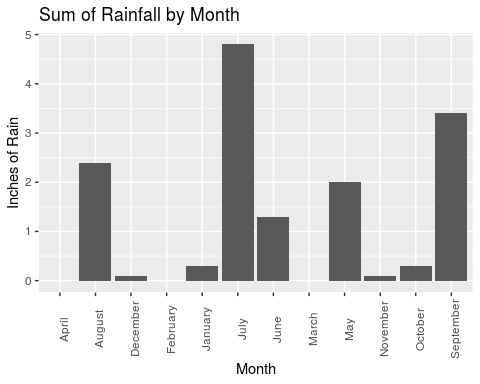 Sum of Rainfall by Month
Inches of Rain
5
4
3
2
1
0
April
August
December
February
January
July
June
March
May
November
October
September
Month